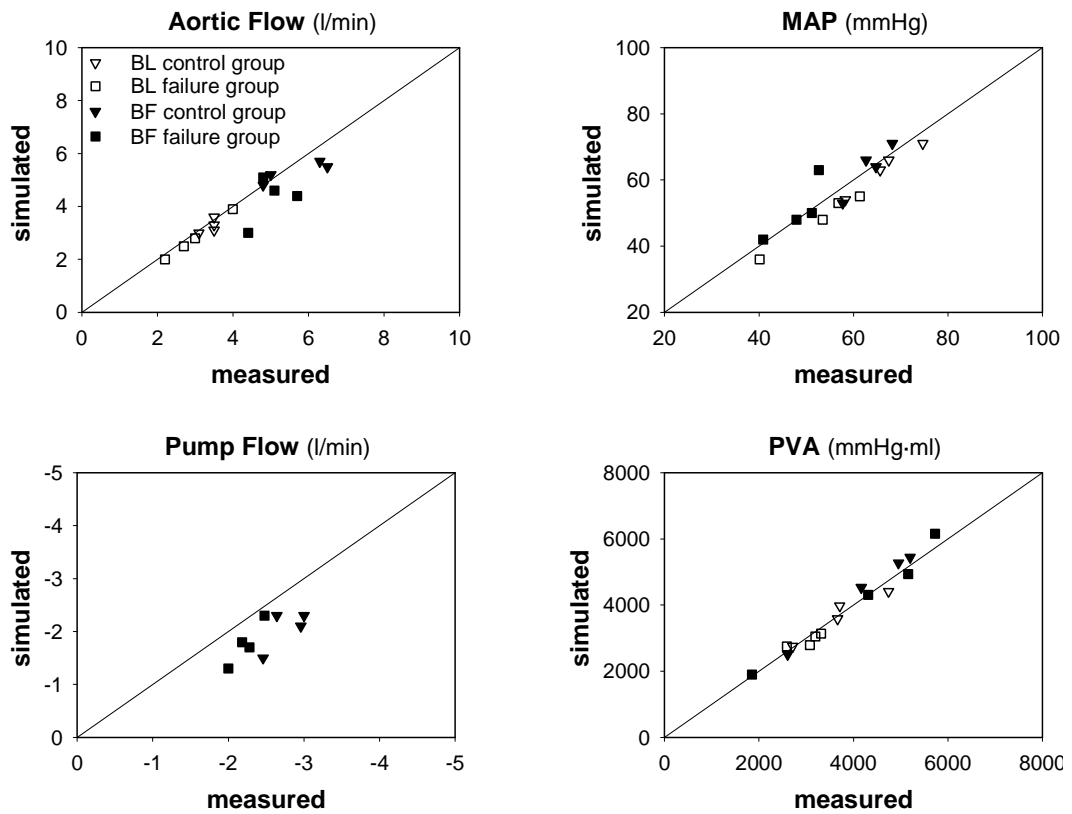 Aortic Flow (l/min)
10
8
6
4
2
0
simulated
BL control group
BL failure group
BF control group
BF failure group
0 2 4 6 8 10
measured
MAP (mmHg)
100
80
60
40
20
simulated
20 40 60 80 100
measured
Pump Flow (l/min)
-5
-4
-3
-2
-1
0
simulated
0 -1 -2 -3 -4 -5
measured
PVA (mmHg·ml)
8000
6000
4000
2000
0
simulated
0 2000 4000 6000 8000
measured